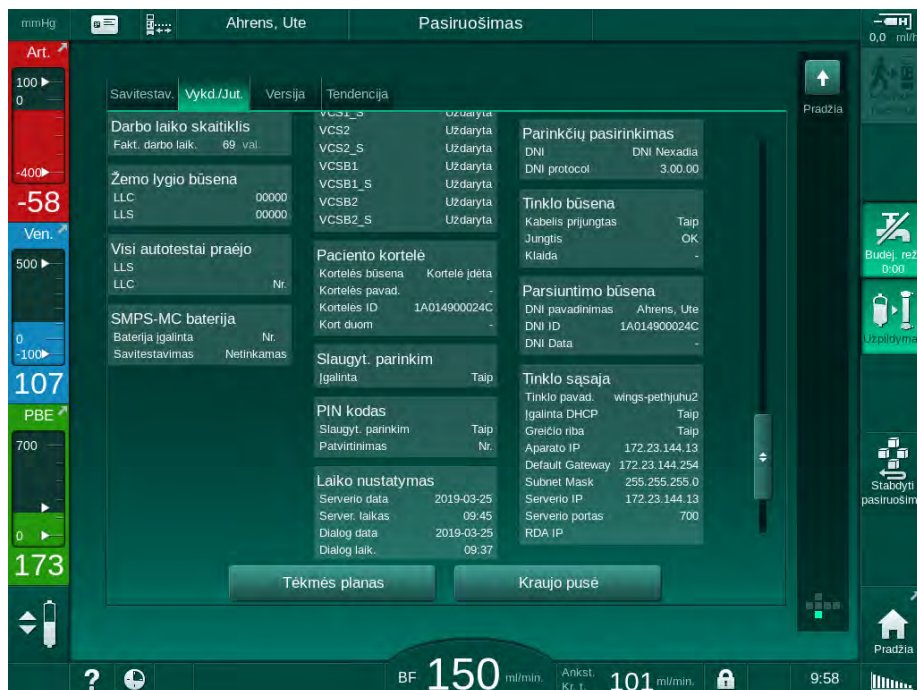 mmHg
Ahrens, Ute
Pasiruošimas
0,0 ml/h
Art.
100
0
-400
-58
Ven.
500
0
-100
107
PBE
700
0
173
Savitestav.
Vykd./Jut.
Versija
Tendencija
Darbo laiko skaitiklis
Fakt. darbo laik. 69 val.
Žemo lygio būsena
LLC 00000
LLS 00000
Visi autotestai praėjo
LLS
LLC Nr.
SMPS-MC baterija
Baterija įgalinta Nr.
Savitestavimas Netinkamas
VCS1_S Uždaryta
VCS2 Uždaryta
VCS2_S Uždaryta
VCSB1 Uždaryta
VCSB1_S Uždaryta
VCSB2 Uždaryta
VCSB2_S Uždaryta
Paciento kortelė
Kortelės būsena Kortelė įdėta
Kortelės pavad. -
Kortelės ID 1A014900024C
Kort duom -
Slaugyt. parinkim
Įgalinta Taip
PIN kodas
Slaugyt. parinkim Taip
Patvirtinimas Nr.
Laiko nustatymas
Serverio data 2019-03-25
Server. laikas 09:45
Dialog data 2019-03-25
Dialog laik. 09:37
Parinkčių pasirinkimas
DNI DNI Nexadia
DNI protocol 3.00.00
Tinklo būsena
Kabelis prijungtas Taip
Jungtis OK
Klaida -
Parsiuntimo būsena
DNI pavadinimas Ahrens, Ute
DNI ID 1A014900024C
DNI Data -
Tinklo sąsaja
Tinklo pavad. wings-pethjuhu2
Įgalinta DHCP Taip
Greičio riba Taip
Aparato IP 172.23.144.13
Default Gateway 172.23.144.254
Subnet Mask 255.255.255.0
Serverio IP 172.23.144.13
Serverio portas 700
RDA IP
Tėkmės planas
Kraujo pusė
Pradžia
Budėj. rež
0:00
Užpildyma
Stabdyti
pasiruošim
Pradžia
?
BF 150 ml/min.
Ankst.
Kr. t. 101 ml/min.
9:58